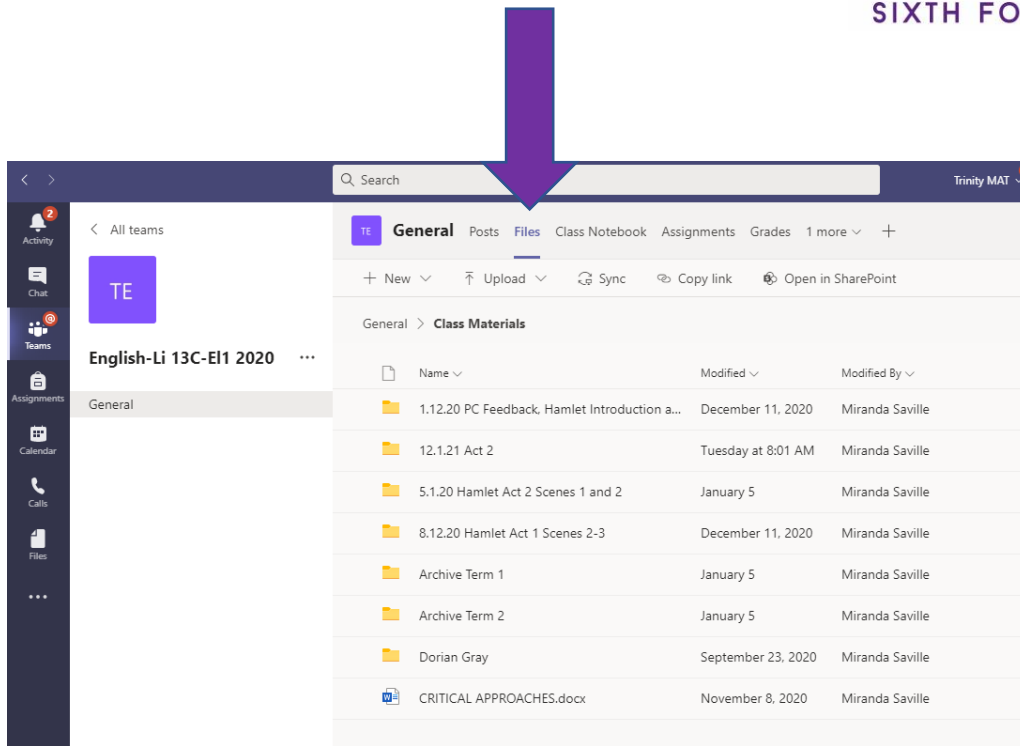 SIXTH FO
Search
Trinity MAT
2
Activity
Chat
Teams
Assignments
Calendar
Calls
Files
All teams
TE
English-Li 13C-El1 2020 ...
General
TE General Posts Files Class Notebook Assignments Grades 1 more +
+ New Upload Sync Copy link Open in SharePoint
General > Class Materials
Name Modified Modified By
1.12.20 PC Feedback, Hamlet Introduction a... December 11, 2020 Miranda Saville
12.1.21 Act 2 Tuesday at 8:01 AM Miranda Saville
5.1.20 Hamlet Act 2 Scenes 1 and 2 January 5 Miranda Saville
8.12.20 Hamlet Act 1 Scenes 2-3 December 11, 2020 Miranda Saville
Archive Term 1 January 5 Miranda Saville
Archive Term 2 January 5 Miranda Saville
Dorian Gray September 23, 2020 Miranda Saville
CRITICAL APPROACHES.docx November 8, 2020 Miranda Saville